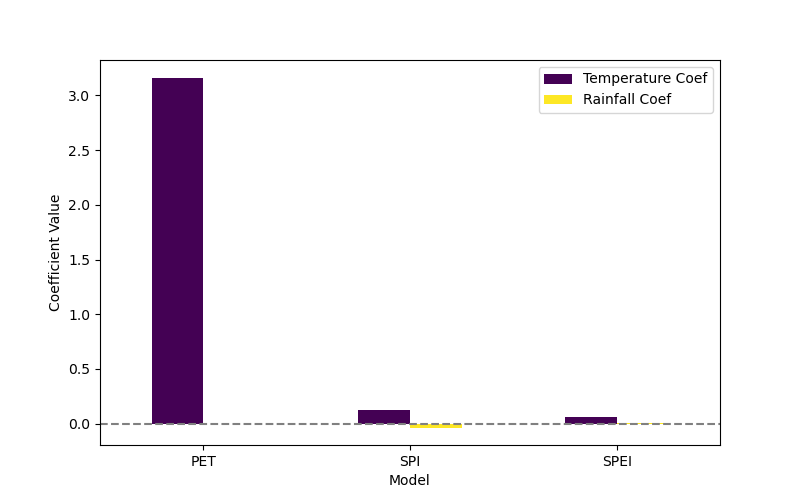 Temperature Coef
Rainfall Coef
3.0
2.5
2.0
1.5
1.0
0.5
0.0
Coefficient Value
PET SPI SPEI
Model